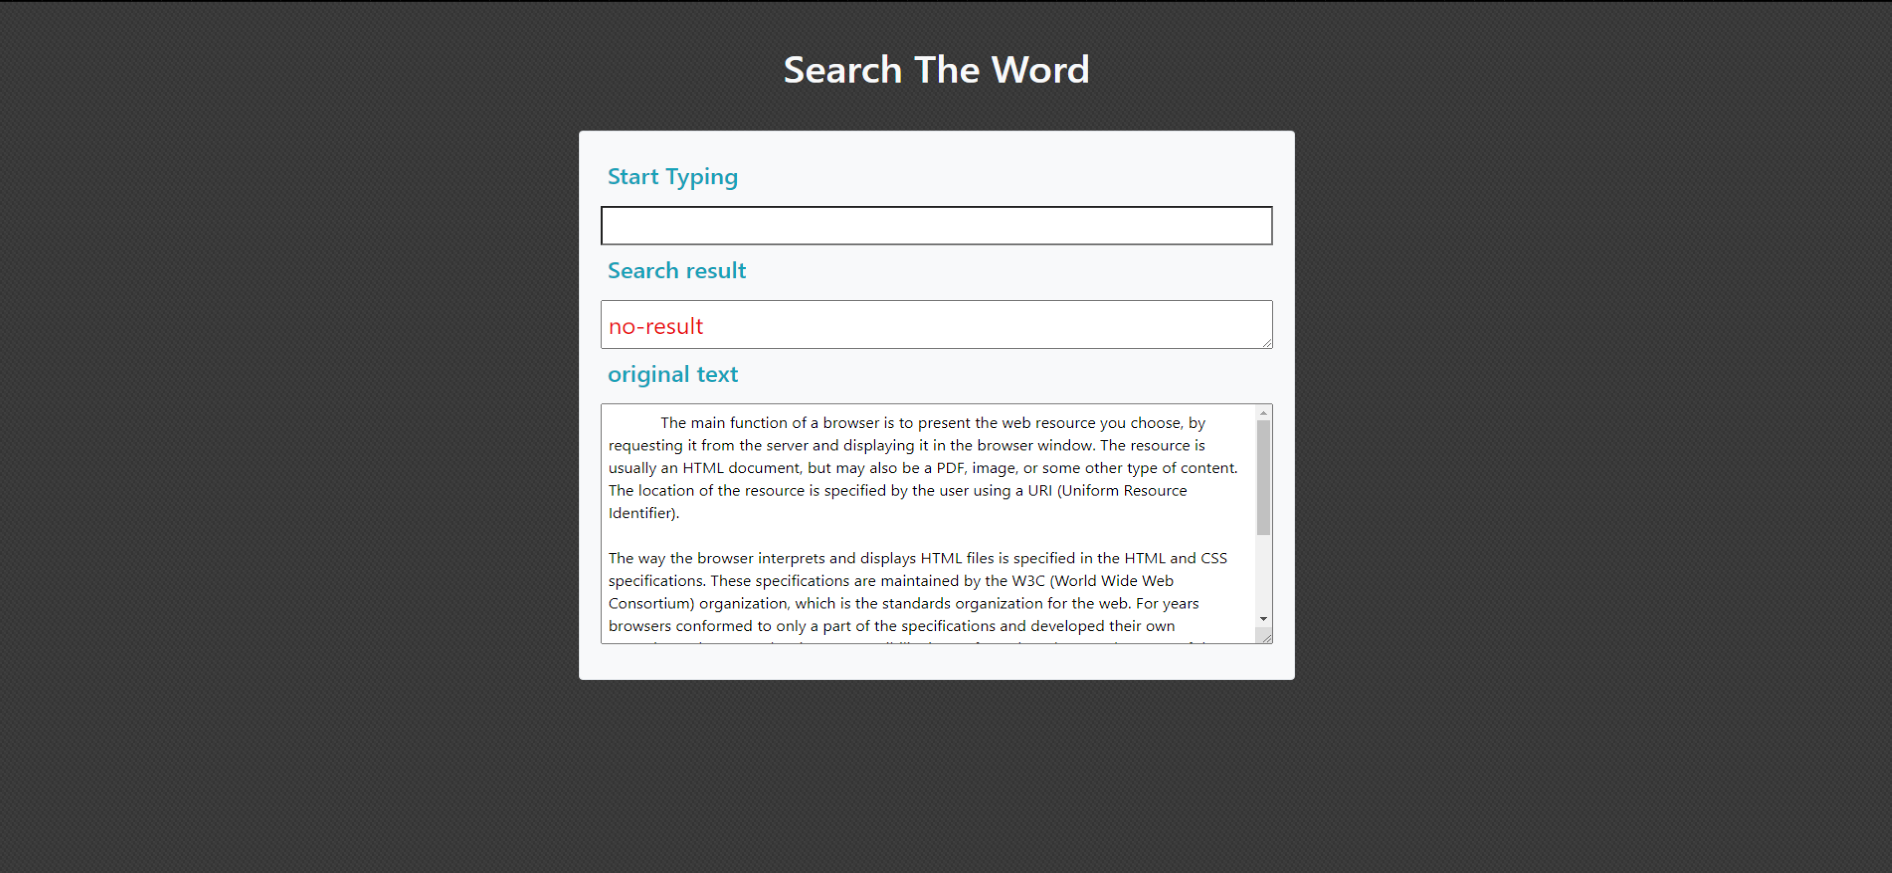 Search The Word
Start Typing
Search result
no-result
original text
The main function of a browser is to present the web resource you choose, by
requesting it from the server and displaying it in the browser window. The resource is
usually an HTML document, but may also be a PDF, image, or some other type of content.
The location of the resource is specified by the user using a URI (Uniform Resource
Identifier).
The way the browser interprets and displays HTML files is specified in the HTML and CSS
specifications. These specifications are maintained by the W3C (World Wide Web
Consortium) organization, which is the standards organization for the web. For years
browsers conformed to only a part of the specifications and developed their own